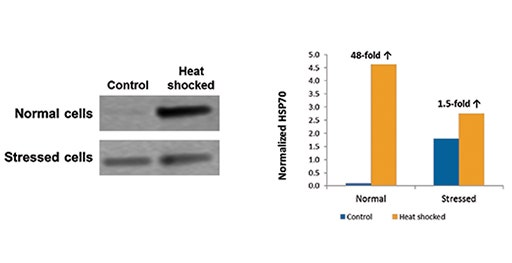 Control
Heat
shocked
Normal cells
Stressed cells
Normalized HSP70
5.0
4.5
4.0
3.5
3.0
2.5
2.0
1.5
1.0
0.5
0.0
48-fold ↑
1.5-fold ↑
Normal
Stressed
Control
Heat shocked